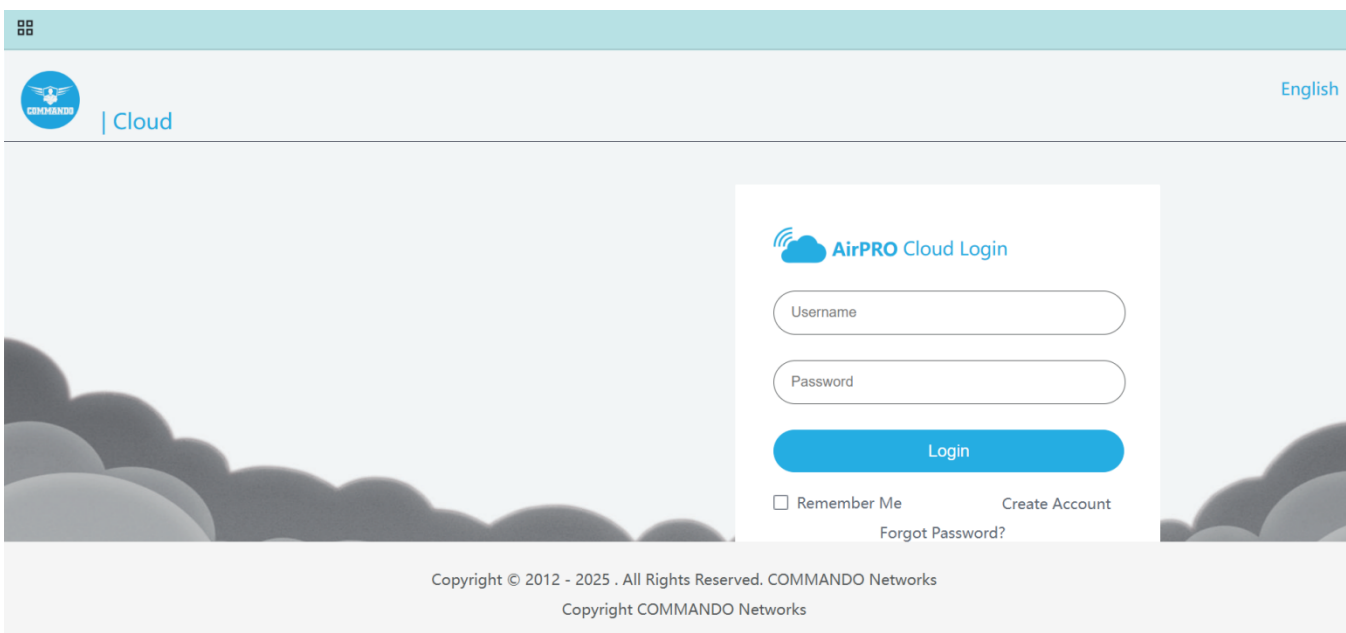 COMMANDO
| Cloud
English
AirPRO Cloud Login
Username
Password
Login
Remember Me
Create Account
Forgot Password?
Copyright © 2012 - 2025 . All Rights Reserved. COMMANDO Networks
Copyright COMMANDO Networks